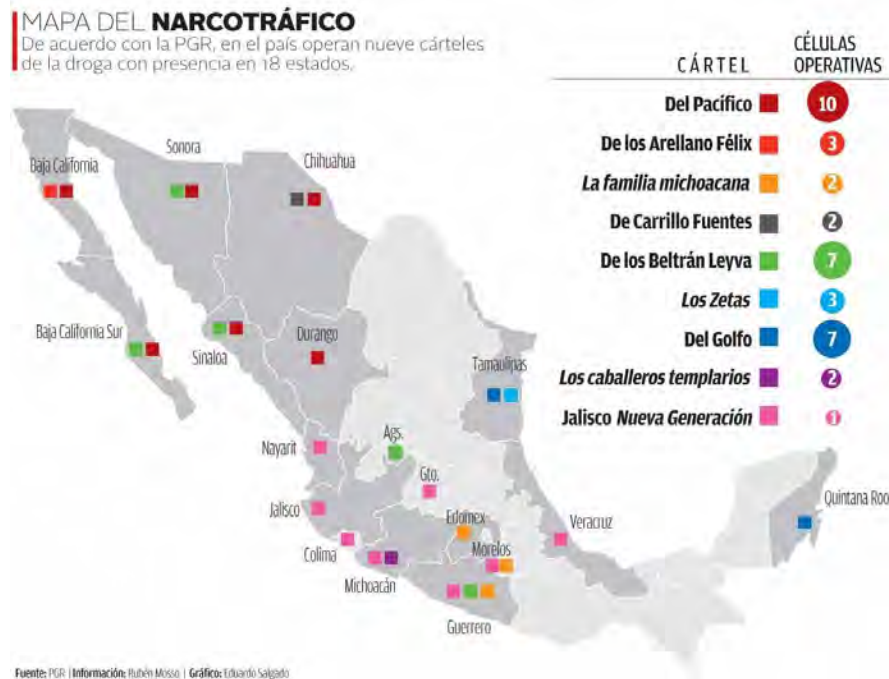 MAPA DEL NARCOTRÁFICO
De acuerdo con la PGR, en el país operan nueve cárteles
de la droga con presencia en 18 estados.
CÁRTEL
CÉLULAS
OPERATIVAS
Del Pacífico 10
De los Arellano Félix 3
La familia michoacana 2
De Carrillo Fuentes 2
De los Beltrán Leyva 7
Los Zetas 3
Del Golfo 7
Los caballeros templarios 2
Jalisco Nueva Generación 1
Baja California
Sonora
Chihuahua
Baja California Sur
Sinaloa
Durango
Tamaulipas
Nayarit
Ags.
Gto.
Jalisco
Colima
Michoacán
Edomex
Morelos
Guerrero
Veracruz
Quintana Roo
Fuente: PGR | Información: Rubén Mosso | Gráfico: Eduardo Salgado